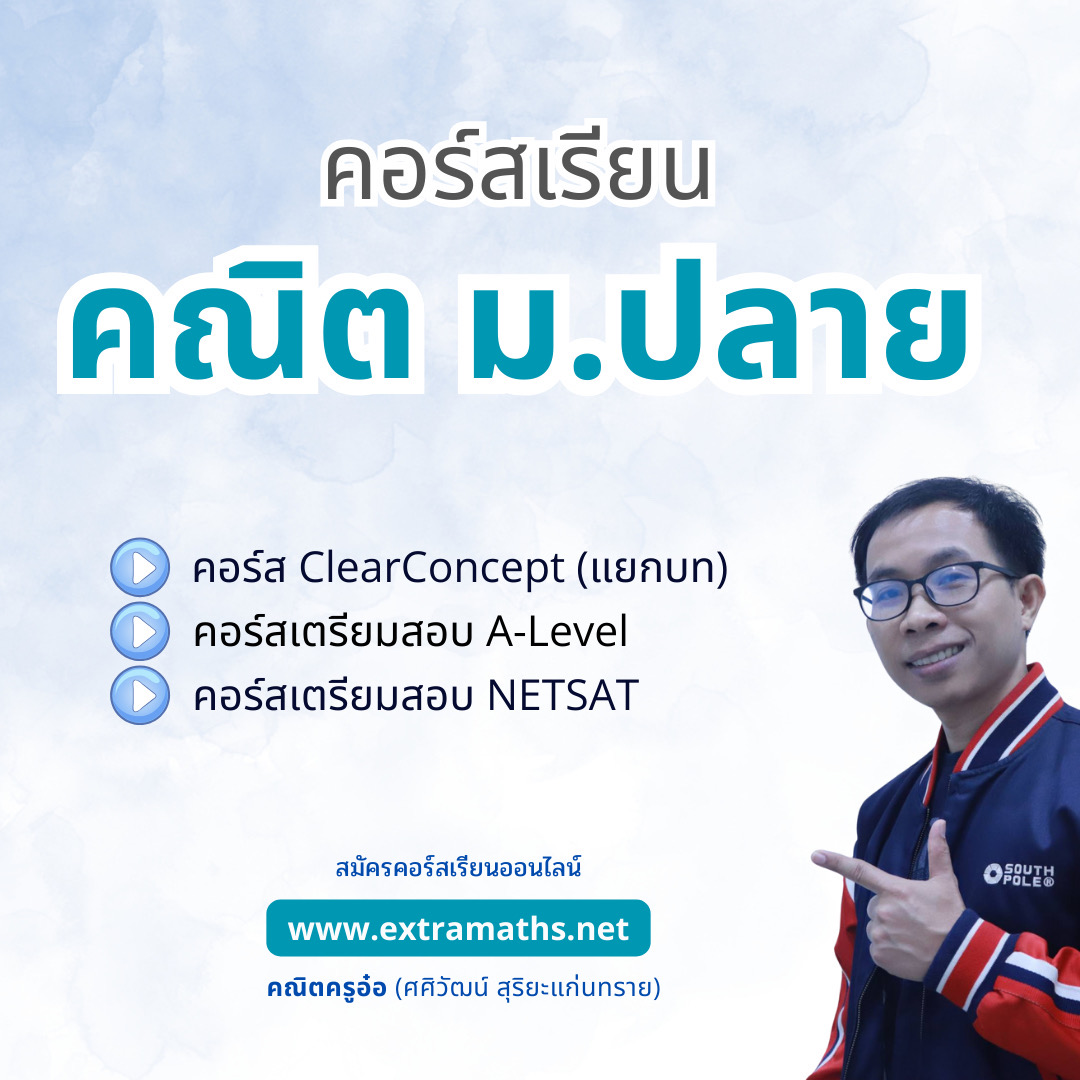 คอร์สเรียน
คณิต ม.ปลาย
คอร์ส ClearConcept (แยกบท)
คอร์สเตรียมสอบ A-Level
คอร์สเตรียมสอบ NETSAT
SOUTH
POLE®
สมัครคอร์สเรียนออนไลน์
www.extramaths.net
คณิตครูอ๋อ (ศศิวัฒน์ สุริยะแก่นทราย)